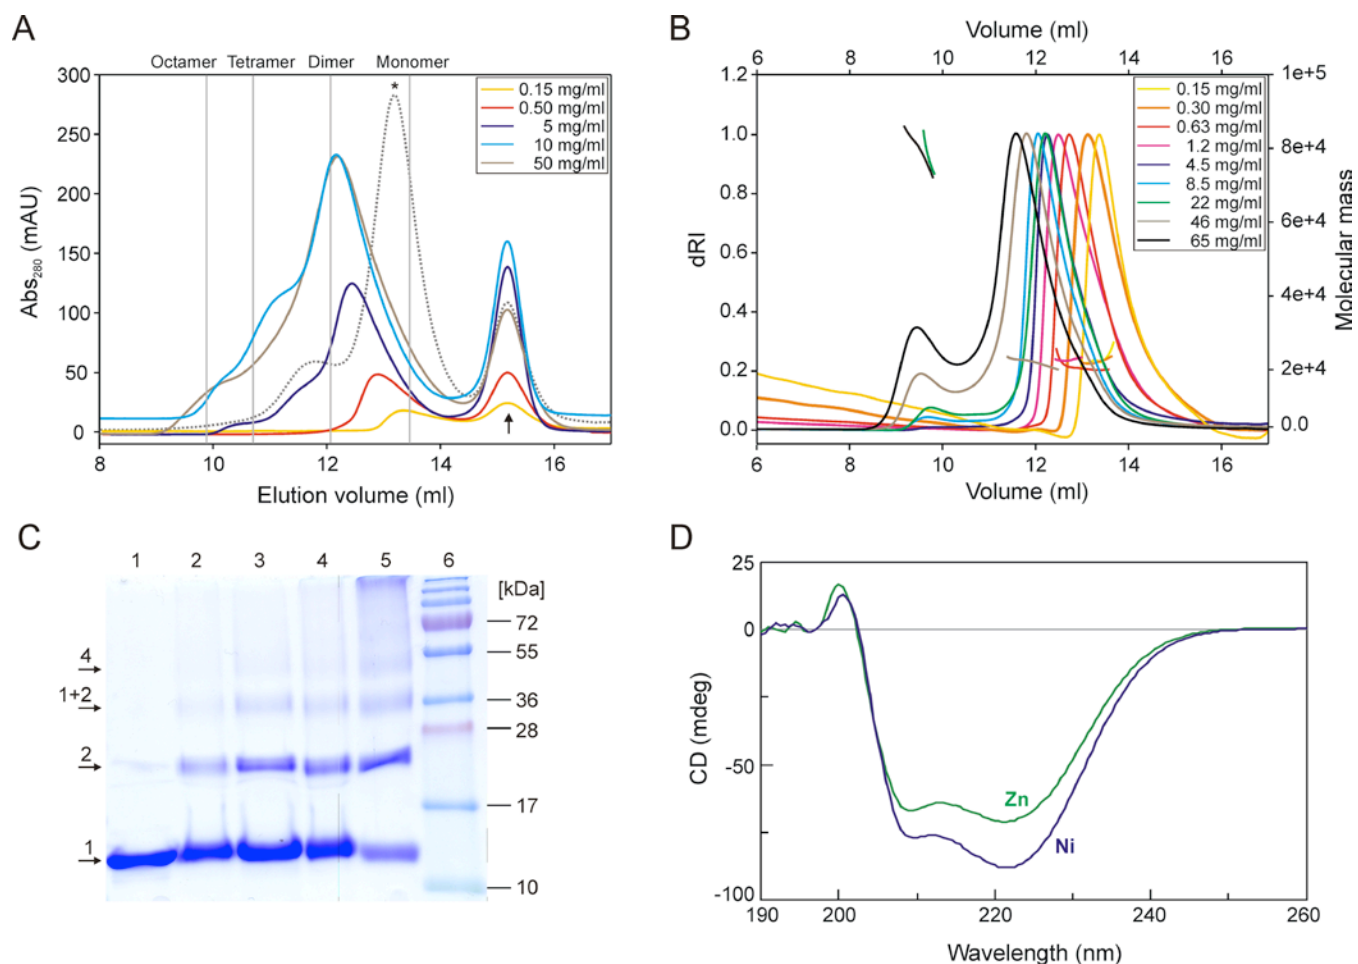 A
Octamer Tetramer Dimer Monomer
300
250
200
150
100
50
0
Abs280 (mAU)
*
0.15 mg/ml
0.50 mg/ml
5 mg/ml
10 mg/ml
50 mg/ml
8 10 12 14 16
Elution volume (ml)
B
Volume (ml)
6 8 10 12 14 16
1.2
1.0
0.8
0.6
0.4
0.2
0.0
dRI
0.15 mg/ml
0.30 mg/ml
0.63 mg/ml
1.2 mg/ml
4.5 mg/ml
8.5 mg/ml
22 mg/ml
46 mg/ml
65 mg/ml
1e+5
8e+4
6e+4
4e+4
2e+4
0.0
Molecular mass
6 8 10 12 14 16
Volume (ml)
C
1 2 3 4 5 6
[kDa]
4
1+2
2
1
72
55
36
28
17
10
D
25
0
-50
-100
CD (mdeg)
Zn
Ni
190 200 220 240 260
Wavelength (nm)